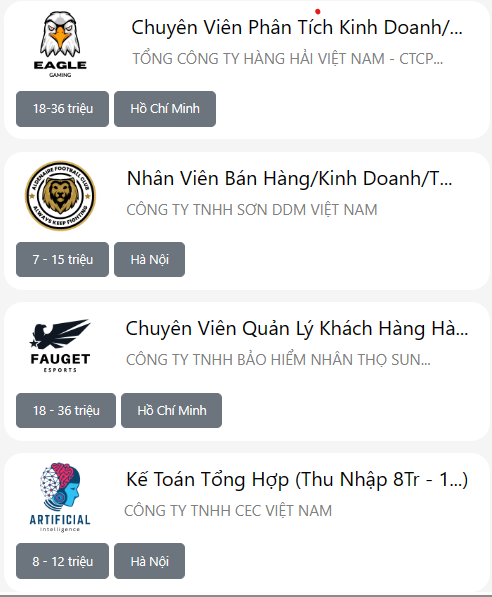 EAGLE
GAMING
Chuyên Viên Phân Tích Kinh Doanh/...
TỔNG CÔNG TY HÀNG HẢI VIỆT NAM - CTCP...
18-36 triệu
Hồ Chí Minh
ALDENAIRE FOOTBALL CLUB
ALWAYS KEEP FIGHTING
Nhân Viên Bán Hàng/Kinh Doanh/T...
CÔNG TY TNHH SƠN DDM VIỆT NAM
7 - 15 triệu
Hà Nội
FAUGET
ESPORTS
Chuyên Viên Quản Lý Khách Hàng Hà...
CÔNG TY TNHH BẢO HIỂM NHÂN THỌ SUN...
18 - 36 triệu
Hồ Chí Minh
ARTIFICIAL
Intelligence
Kế Toán Tổng Hợp (Thu Nhập 8Tr - 1...)
CÔNG TY TNHH CEC VIỆT NAM
8 - 12 triệu
Hà Nội